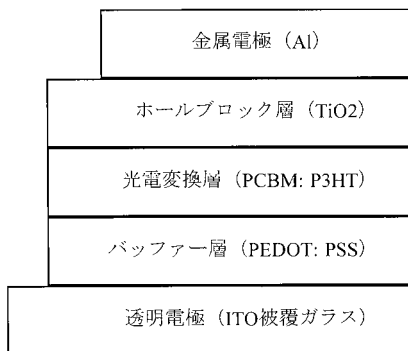 金属電極（Al）
ホールブロック層（TiO2）
光電変換層（PCBM: P3HT）
バッファー層（PEDOT: PSS）
透明電極（ITO被覆ガラス）